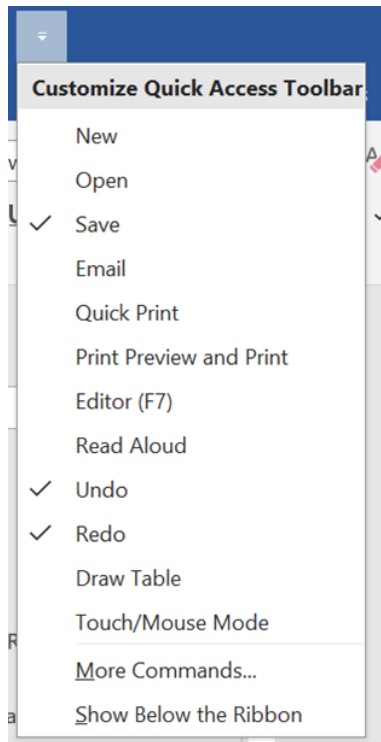 Customize Quick Access Toolbar
New
Open
Save
Email
Quick Print
Print Preview and Print
Editor (F7)
Read Aloud
Undo
Redo
Draw Table
Touch/Mouse Mode
More Commands...
Show Below the Ribbon